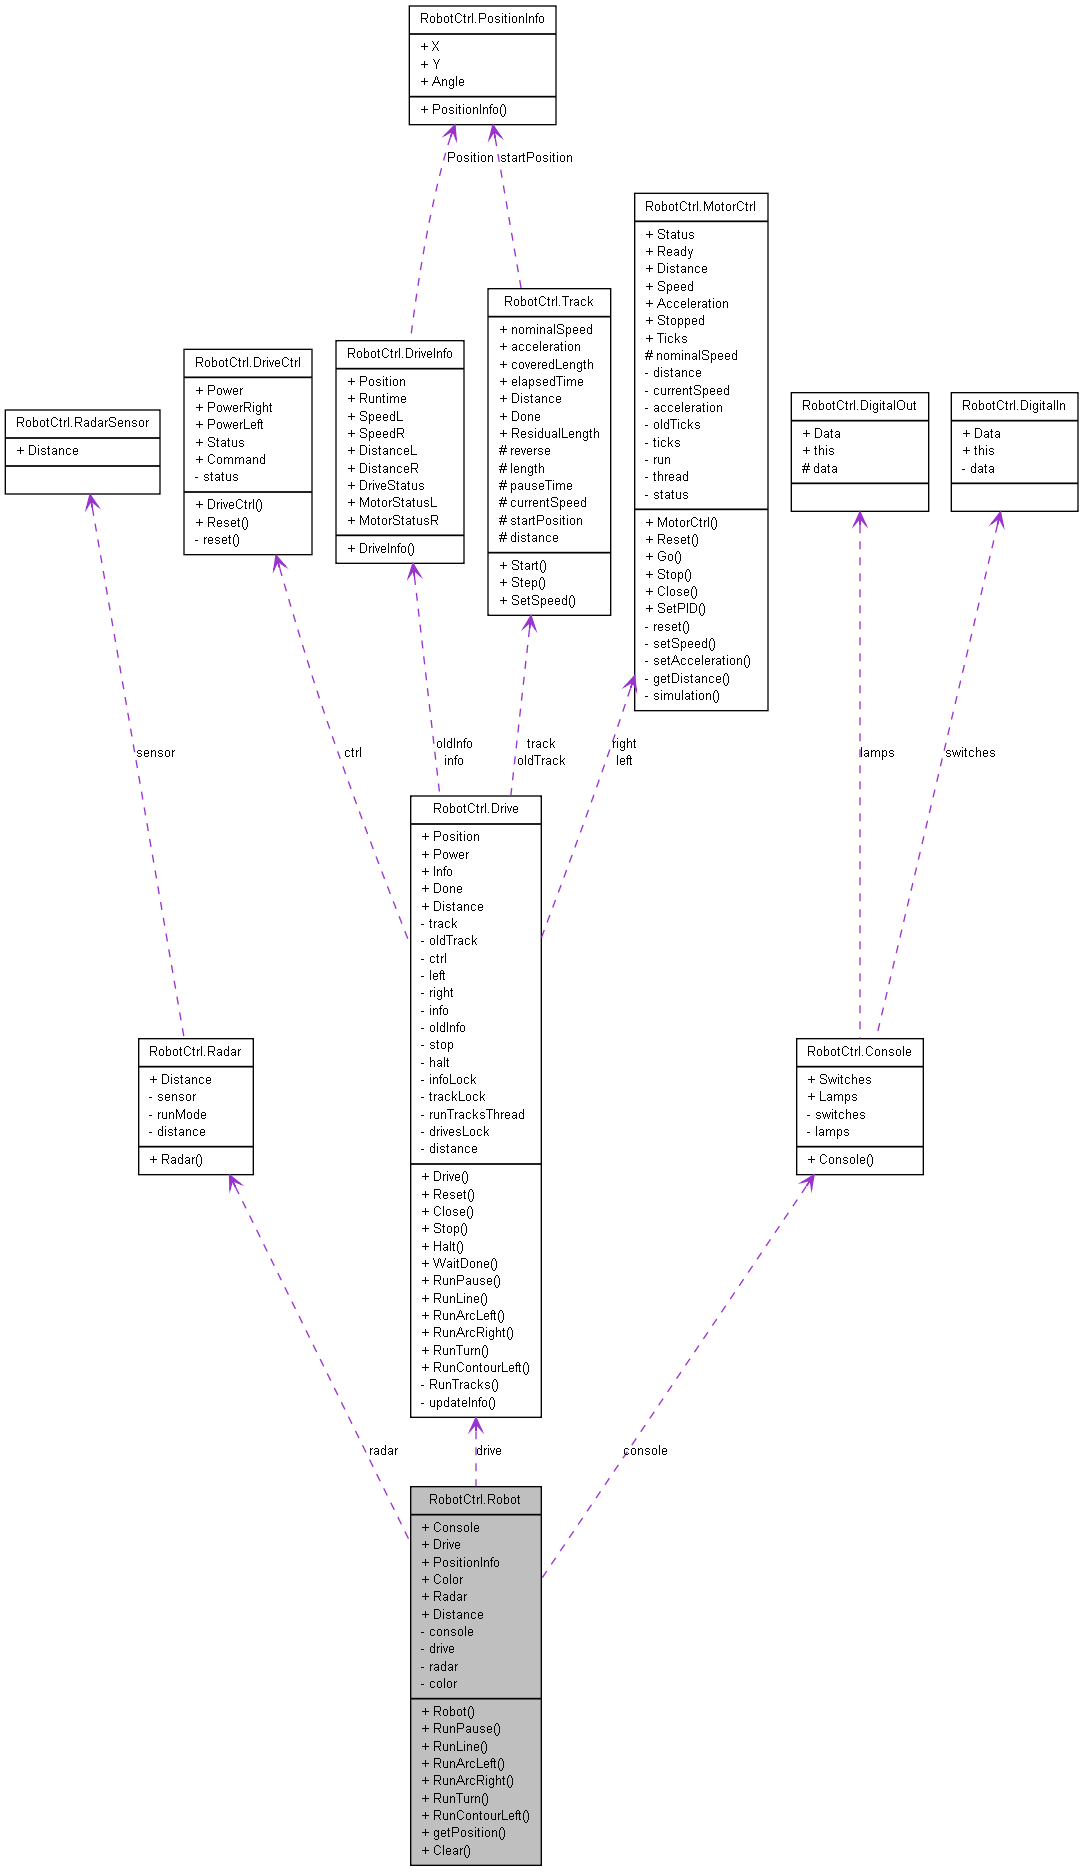 RobotCtrl.PositionInfo
+ X
+ Y
+ Angle
+ PositionInfo()
Position
startPosition
RobotCtrl.MotorCtrl
+ Status
+ Ready
+ Distance
+ Speed
+ Acceleration
+ Stopped
+ Ticks
# nominalSpeed
- distance
- currentSpeed
- acceleration
- oldTicks
- ticks
- run
- thread
- status
+ MotorCtrl()
+ Reset()
+ Go()
+ Stop()
+ Close()
+ SetPID()
- reset()
- setSpeed()
- setAcceleration()
- getDistance()
- simulation()
RobotCtrl.Track
+ nominalSpeed
+ acceleration
+ coveredLength
+ elapsedTime
+ Distance
+ Done
+ ResidualLength
# reverse
# length
# pauseTime
# currentSpeed
# startPosition
# distance
+ Start()
+ Step()
+ SetSpeed()
RobotCtrl.DriveInfo
+ Position
+ Runtime
+ SpeedL
+ SpeedR
+ DistanceL
+ DistanceR
+ DriveStatus
+ MotorStatusL
+ MotorStatusR
+ DriveInfo()
RobotCtrl.DriveCtrl
+ Power
+ PowerRight
+ PowerLeft
+ Status
+ Command
- status
+ DriveCtrl()
+ Reset()
- reset()
RobotCtrl.RadarSensor
+ Distance
RobotCtrl.DigitalOut
+ Data
+ this
# data
RobotCtrl.DigitalIn
+ Data
+ this
- data
sensor
ctrl
oldInfo
info
track
oldTrack
right
left
lamps
switches
RobotCtrl.Drive
+ Position
+ Power
+ Info
+ Done
+ Distance
- track
- oldTrack
- ctrl
- left
- right
- info
- oldInfo
- stop
- halt
- infoLock
- trackLock
- runTracksThread
- drivesLock
- distance
+ Drive()
+ Reset()
+ Close()
+ Stop()
+ Halt()
+ WaitDone()
+ RunPause()
+ RunLine()
+ RunArcLeft()
+ RunArcRight()
+ RunTurn()
+ RunContourLeft()
- RunTracks()
- updateInfo()
RobotCtrl.Radar
+ Distance
- sensor
- runMode
- distance
+ Radar()
RobotCtrl.Console
+ Switches
+ Lamps
- switches
- lamps
+ Console()
radar
drive
console
RobotCtrl.Robot
+ Console
+ Drive
+ PositionInfo
+ Color
+ Radar
+ Distance
- console
- drive
- radar
- color
+ Robot()
+ RunPause()
+ RunLine()
+ RunArcLeft()
+ RunArcRight()
+ RunTurn()
+ RunContourLeft()
+ getPosition()
+ Clear()